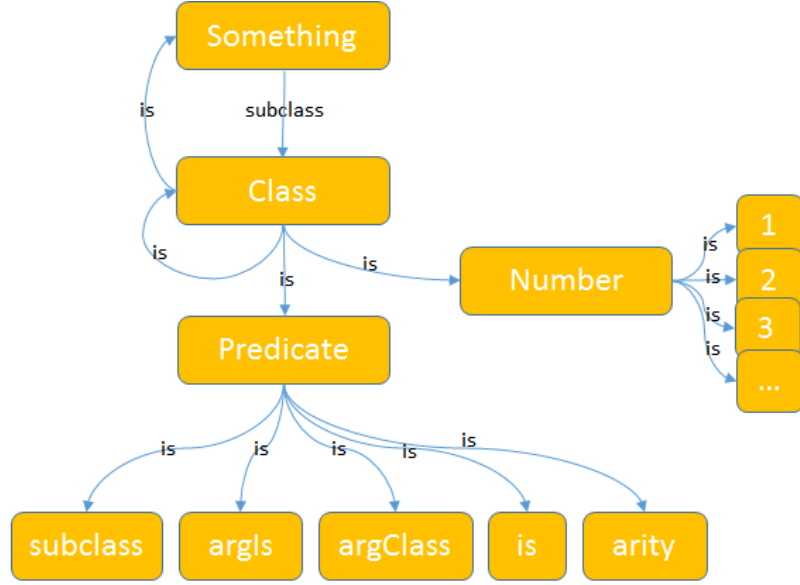 Something
is
subclass
Class
is
is
is
Number
is
is
is
is
1
2
3
...
Predicate
is
is
is
is
is
subclass
argIs
argClass
is
arity